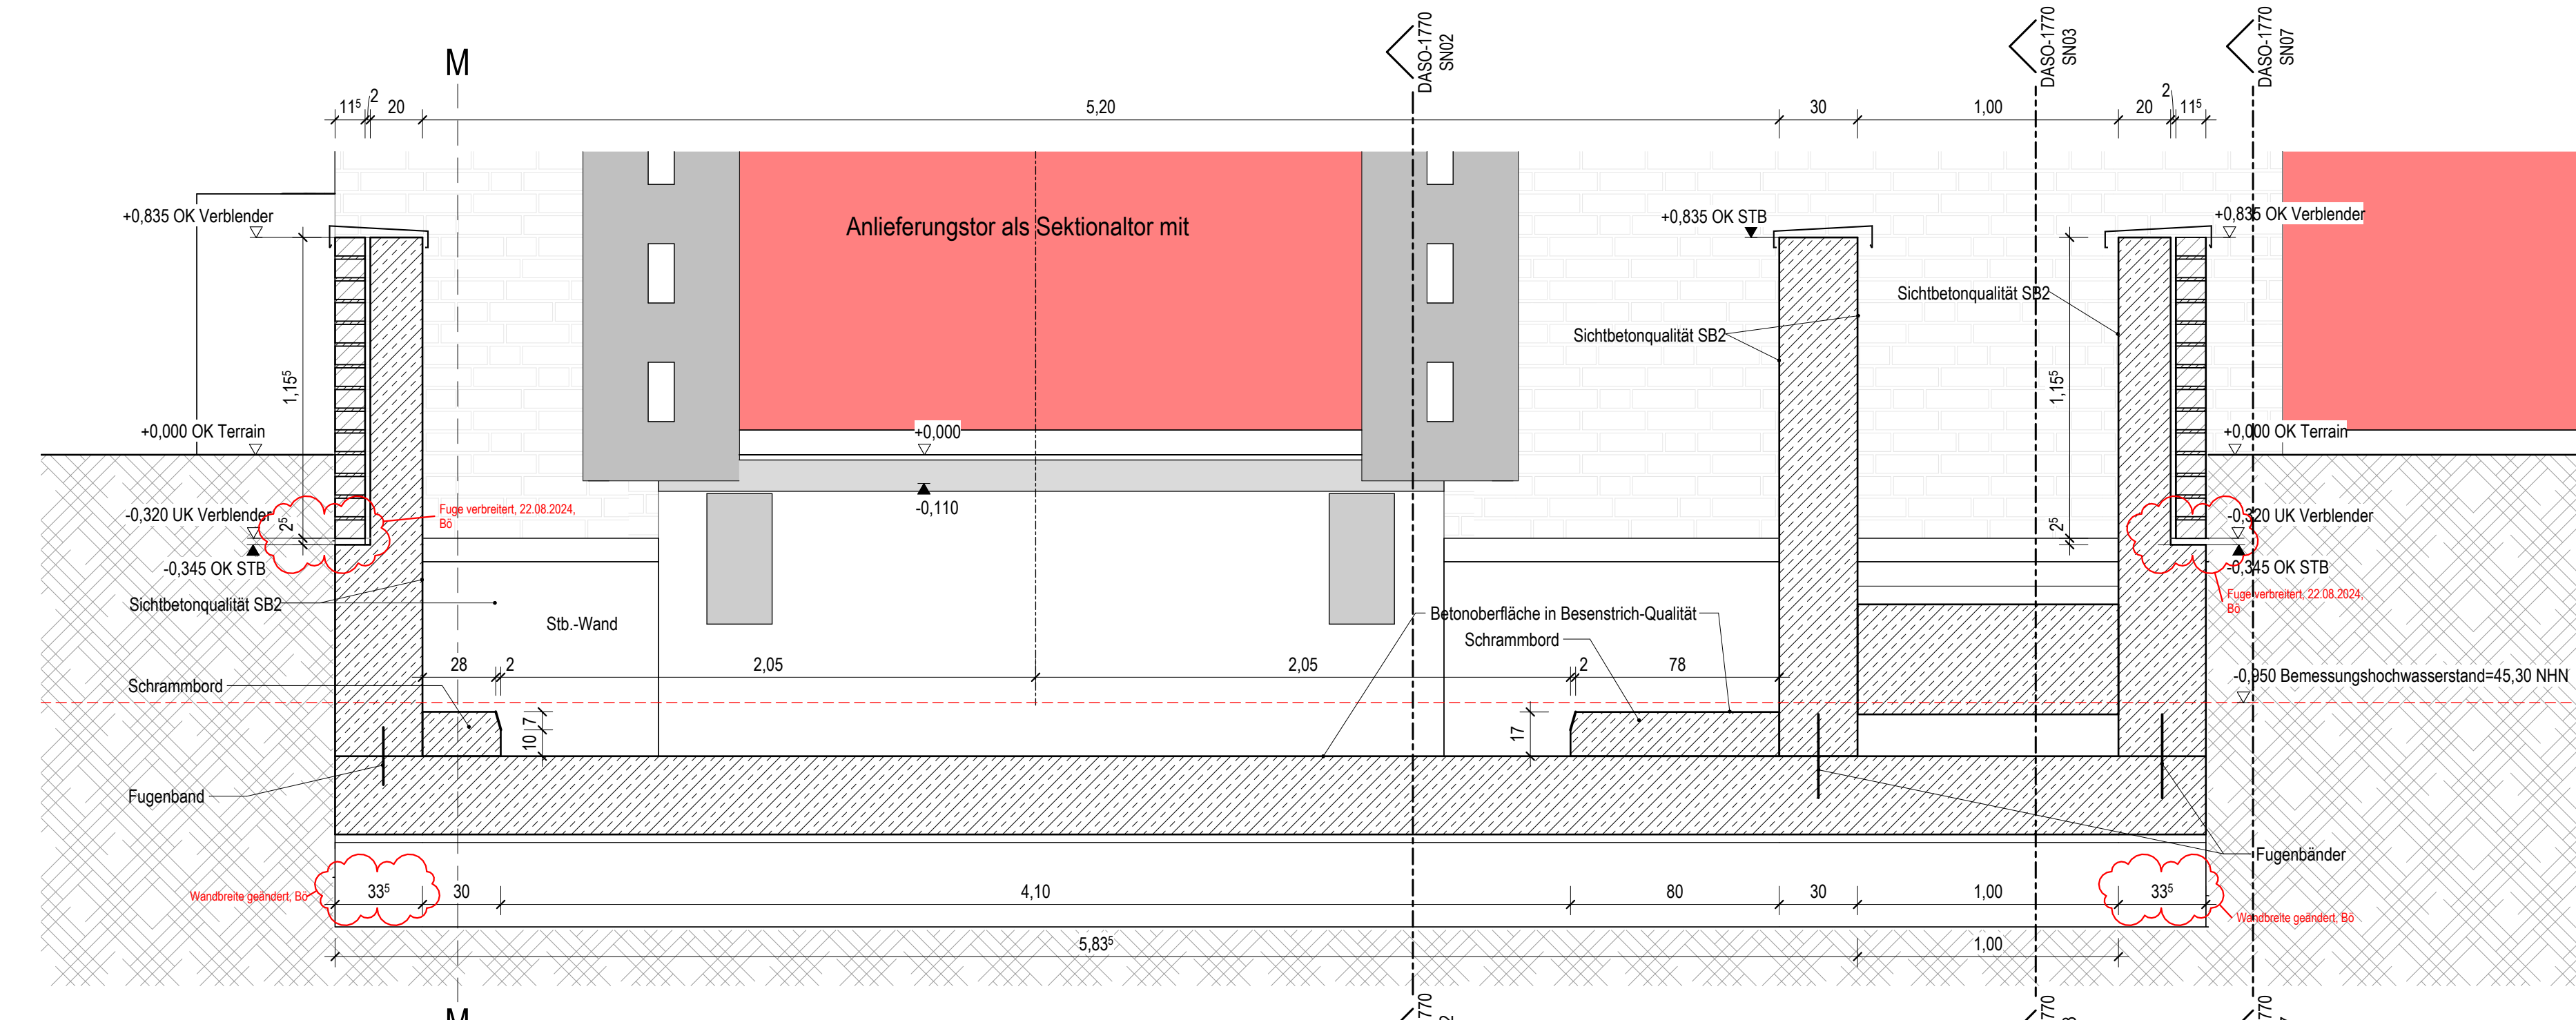 M
DASO-1770
SN02
DASO-1770
SN03
DASO-1770
SN07
11⁵
2
20
5,20
30
1,00
20
2
11⁵
+0,835 OK Verblender
Anlieferungstor als Sektionaltor mit
+0,835 OK STB
+0,835 OK Verblender
Sichtbetonqualität SB2
Sichtbetonqualität SB2
1,15⁵
1,15⁵
+0,000 OK Terrain
+0,000
+0,000 OK Terrain
-0,110
-0,320 UK Verblender
2⁵
Fuge verbreitert, 22.08.2024,
Bö
-0,345 OK STB
2⁵
-0,320 UK Verblender
-0,345 OK STB
Fuge verbreitert, 22.08.2024,
Bö
Sichtbetonqualität SB2
Stb.-Wand
Betonoberfläche in Besenstrich-Qualität
Schrammbord
28
2
2,05
2,05
2
78
-0,950 Bemessungshochwasserstand=45,30 NHN
Schrammbord
7
10
17
Fugenband
Fugenbänder
Wandbreite geändert, Bö
33⁵
30
4,10
80
30
1,00
33⁵
Wandbreite geändert, Bö
5,83⁵
1,00
M